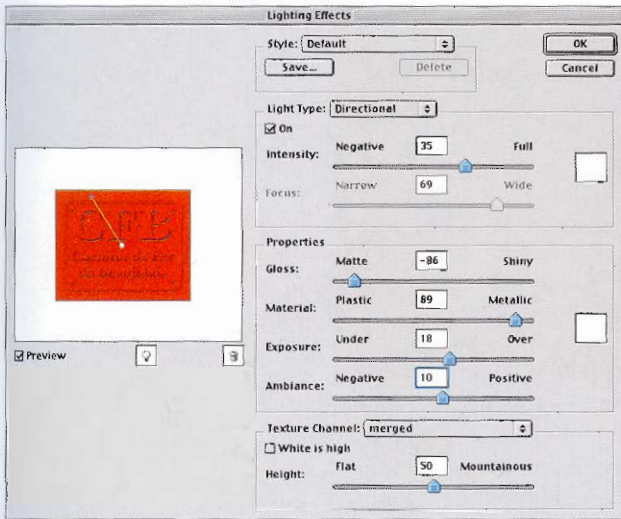 Lighting Effects
Style: Default
OK
Save...
Delete
Cancel
Light Type: Directional
On
Intensity: Negative 35 Full
Focus: Narrow 69 Wide
Properties
Gloss: Matte -86 Shiny
Material: Plastic 89 Metallic
Exposure: Under 18 Over
Ambiance: Negative 10 Positive
Preview
Texture Channel: merged
White is high
Height: Flat 50 Mountainous